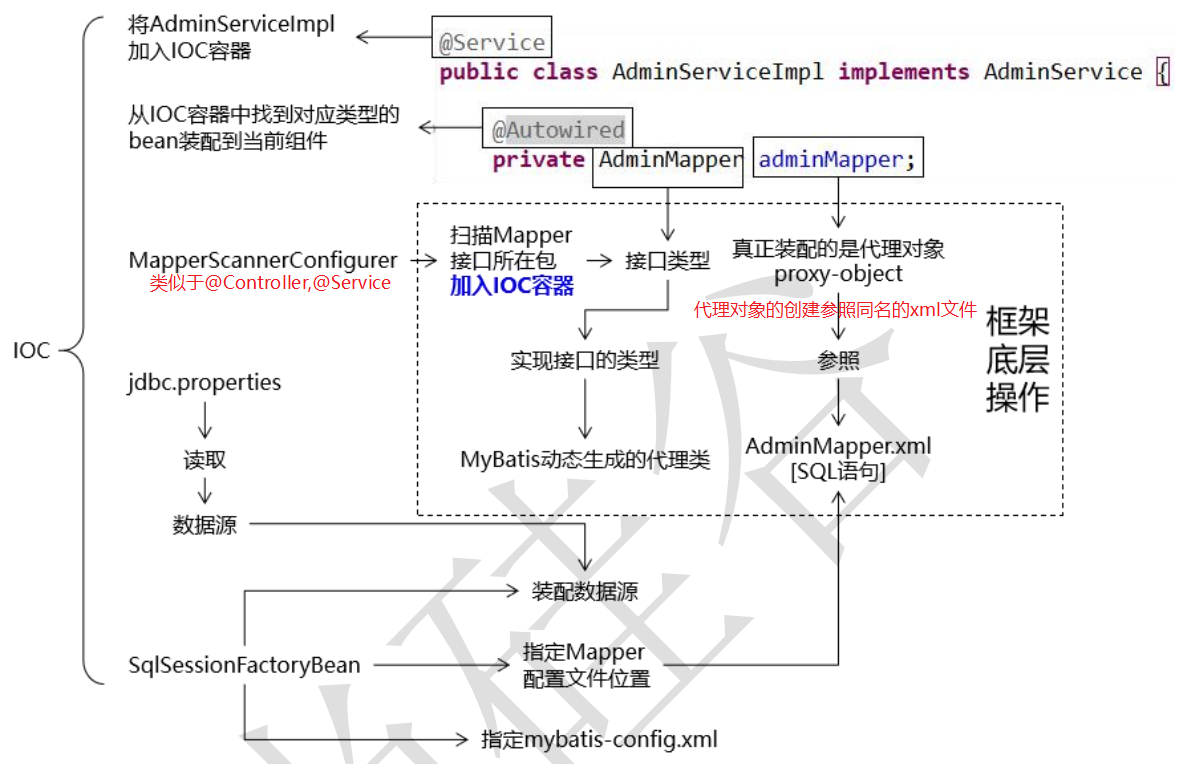 将AdminServiceImpl
加入IOC容器
@Service
public class AdminServiceImpl implements AdminService {
从IOC容器中找到对应类型的
bean装配到当前组件
@Autowired
private AdminMapper adminMapper;
IOC
MapperScannerConfigurer
类似于@Controller,@Service
扫描Mapper
接口所在包
加入IOC容器
接口类型
真正装配的是代理对象
proxy-object
代理对象的创建参照同名的xml文件
框架
底层
操作
实现接口的类型
参照
jdbc.properties
读取
MyBatis动态生成的代理类
AdminMapper.xml
[SQL语句]
数据源
装配数据源
SqlSessionFactoryBean
指定Mapper
配置文件位置
指定mybatis-config.xml